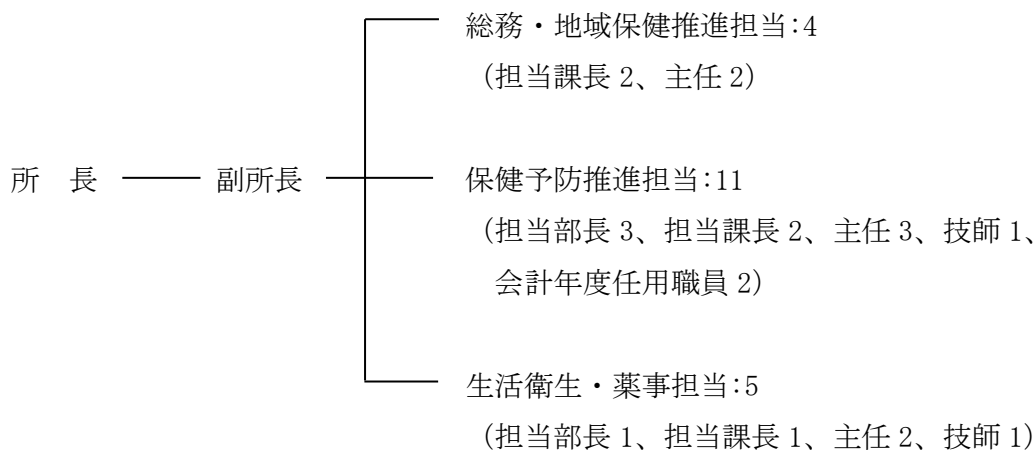 総務・地域保健推進担当:4
（担当課長 2、主任 2）
所　長
副所長
保健予防推進担当:11
（担当部長 3、担当課長 2、主任 3、技師 1、
会計年度任用職員 2）
生活衛生・薬事担当:5
（担当部長 1、担当課長 1、主任 2、技師 1）